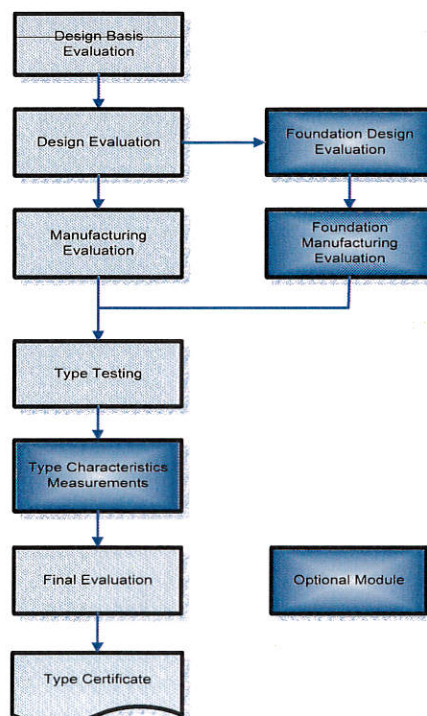 Design Basis
Evaluation
Design Evaluation
Foundation Design
Evaluation
Manufacturing
Evaluation
Foundation
Manufacturing
Evaluation
Type Testing
Type Characteristics
Measurements
Final Evaluation
Optional Module
Type Certificate